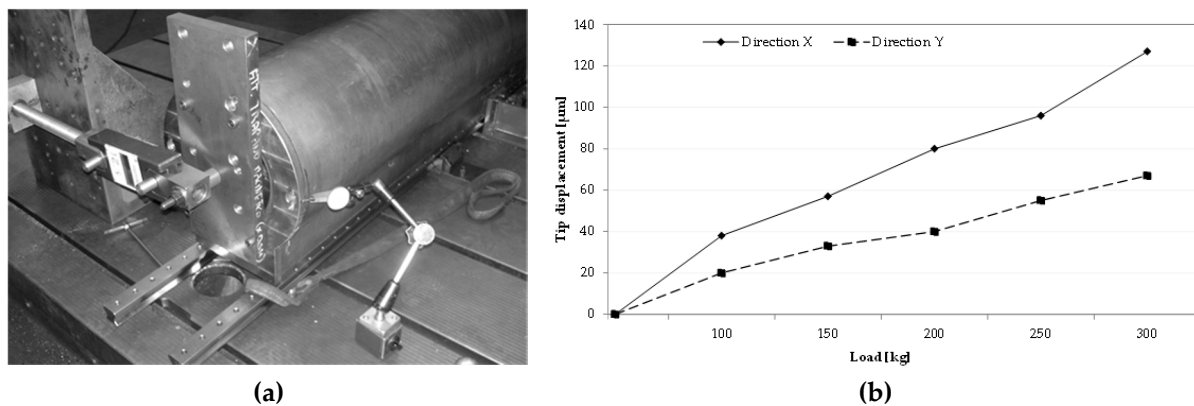 Direction X
Direction Y
140
120
100
80
60
40
20
0
Tip displacement [µm]
100 150 200 250 300
Load [kg]
(a)
(b)